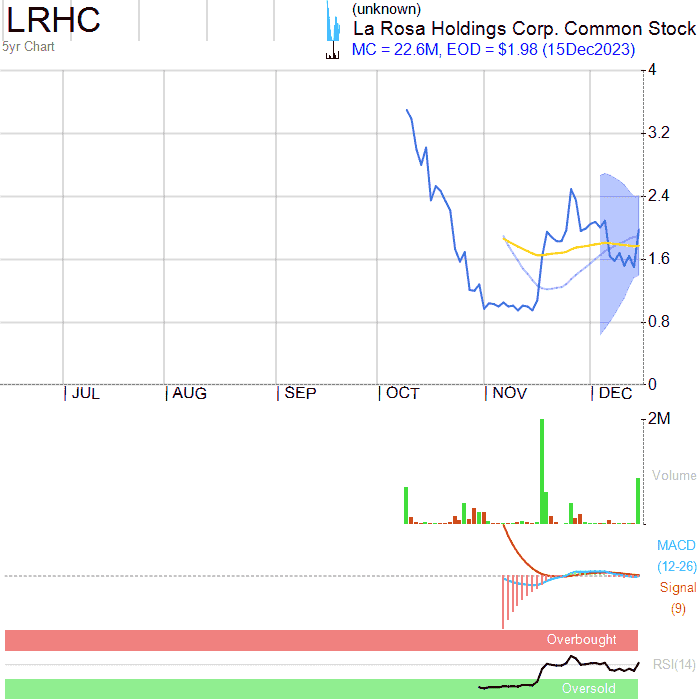 LRHC
5yr Chart
(unknown)
La Rosa Holdings Corp. Common Stock
MC = 22.6M, EOD = $1.98 (15Dec2023)
4
3.2
2.4
1.6
0.8
0
JUL AUG SEP OCT NOV DEC
2M
Volume
MACD
(12-26)
Signal
(9)
Overbought
RSI(14)
Oversold